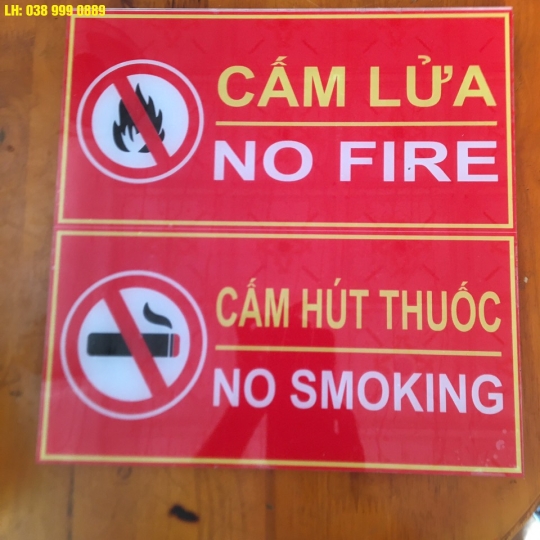 LH: 038 999 0889
CẤM LỬA
NO FIRE
CẤM HÚT THUỐC
NO SMOKING